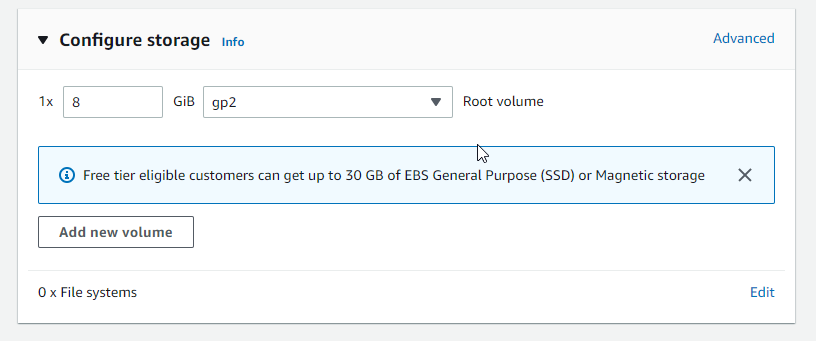 Configure storage Info Advanced
1x 8 GiB gp2 Root volume
Free tier eligible customers can get up to 30 GB of EBS General Purpose (SSD) or Magnetic storage
Add new volume
0 x File systems Edit